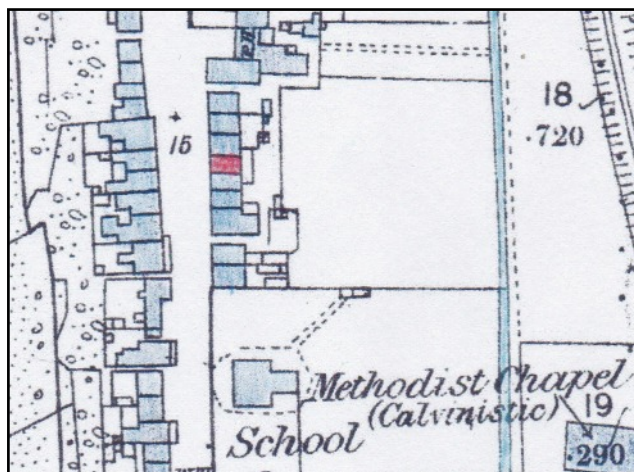 P.H.
18
.720
15
Methodist Chapel
(Calvinistic)
19
School
.290